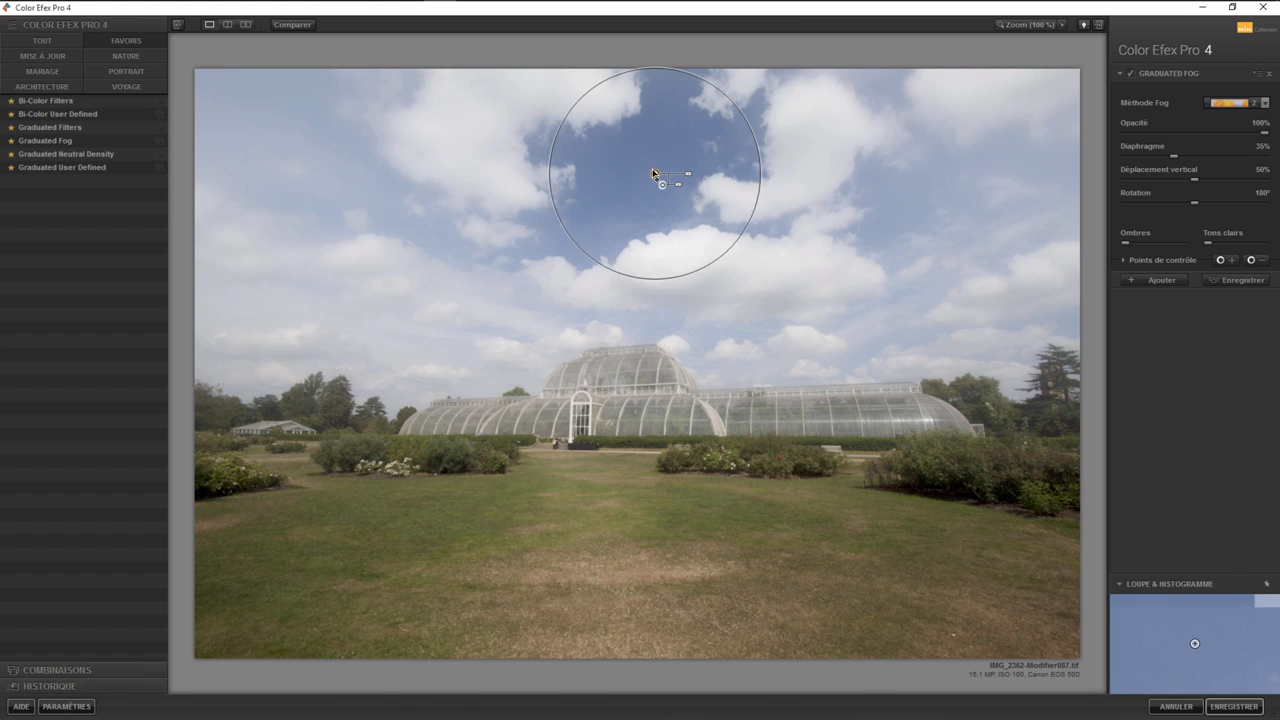 Color Efex Pro 4
COLOR EFEX PRO 4
TOUT FAVORIS
MISE À JOUR NATURE
MARIAGE PORTRAIT
ARCHITECTURE VOYAGE
Bi-Color Filters
Bi-Color User Defined
Graduated Filters
Graduated Fog
Graduated Neutral Density
Graduated User Defined
COMBINAISONS
HISTORIQUE
AIDE PARAMÈTRES
Comparer
Zoom (100 %)
IMG_2362-Modifier667.tif
15.1 MP, ISO 100, Canon EOS 50D
Collection
Color Efex Pro 4
GRADUATED FOG
Méthode Fog 2
Opacité 100%
Diaphragme 35%
Déplacement vertical 50%
Rotation 180°
Ombres Tons clairs
Points de contrôle
Ajouter Enregistrer
LOUPE & HISTOGRAMME
ANNULER ENREGISTRER